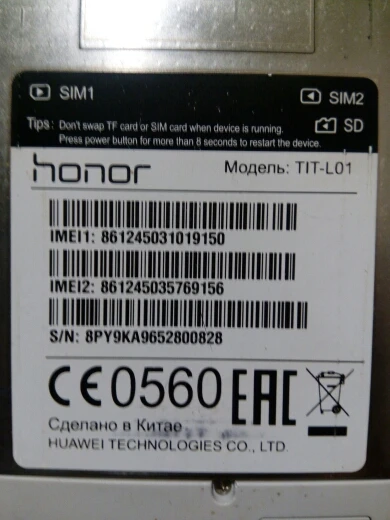 SIM1
SIM2
Tips: Don't swap TF card or SIM card when device is running.
Press power button for more than 8 seconds to restart the device.
SD
honor
Модель: TIT-L01
IMEI1: 861245031019150
IMEI2: 861245035769156
S/N: 8PY9KA9652800828
CE0560 EAC
Сделано в Китае
HUAWEI TECHNOLOGIES CO., LTD.